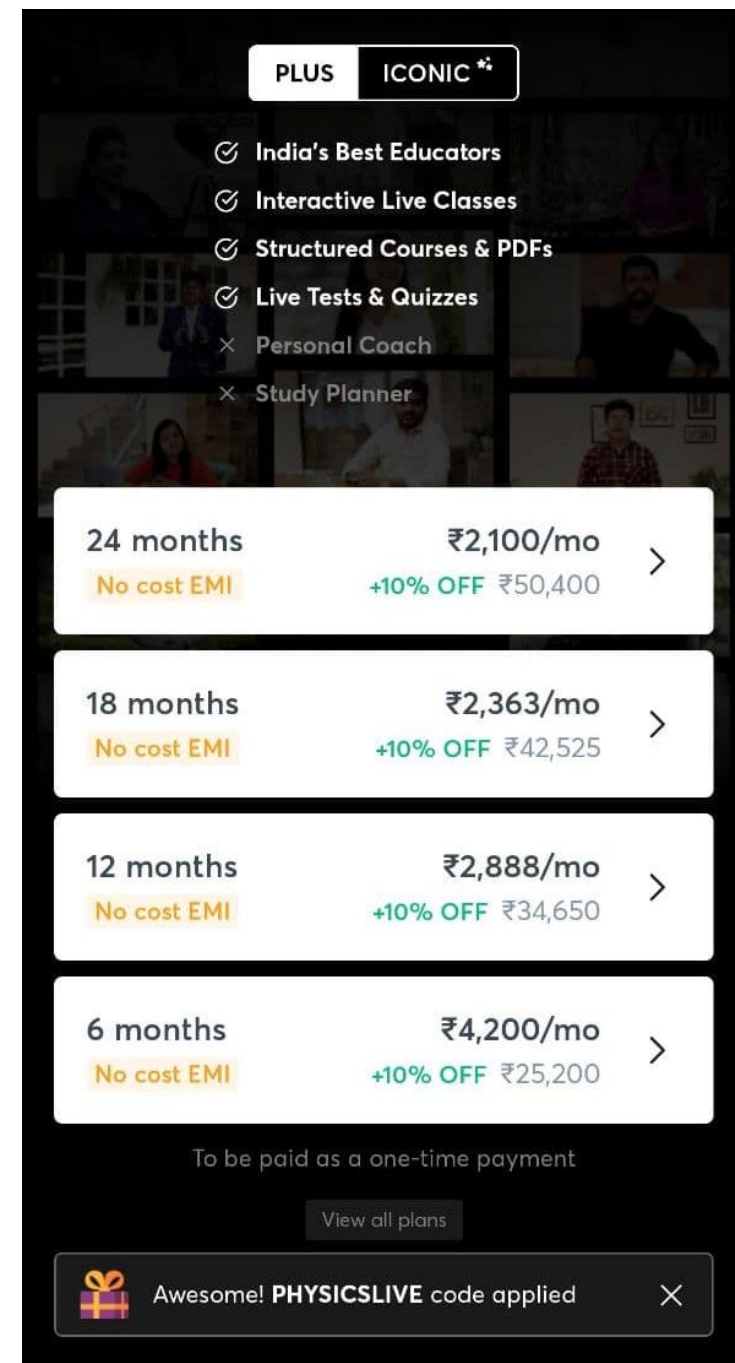 PLUS ICONIC
India's Best Educators
Interactive Live Classes
Structured Courses & PDFs
Live Tests & Quizzes
Personal Coach
Study Planner
24 months ₹2,100/mo
No cost EMI +10% OFF ₹50,400
18 months ₹2,363/mo
No cost EMI +10% OFF ₹42,525
12 months ₹2,888/mo
No cost EMI +10% OFF ₹34,650
6 months ₹4,200/mo
No cost EMI +10% OFF ₹25,200
To be paid as a one-time payment
View all plans
Awesome! PHYSICSLIVE code applied